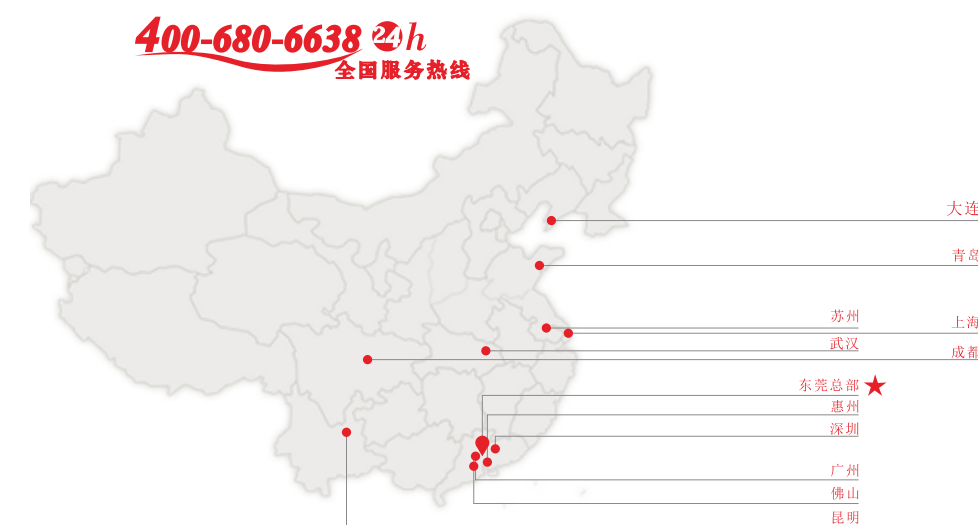 400-680-6638 24h
全国服务热线
大连
青岛
苏州
上海
武汉
成都
东莞总部
惠州
深圳
广州
佛山
昆明